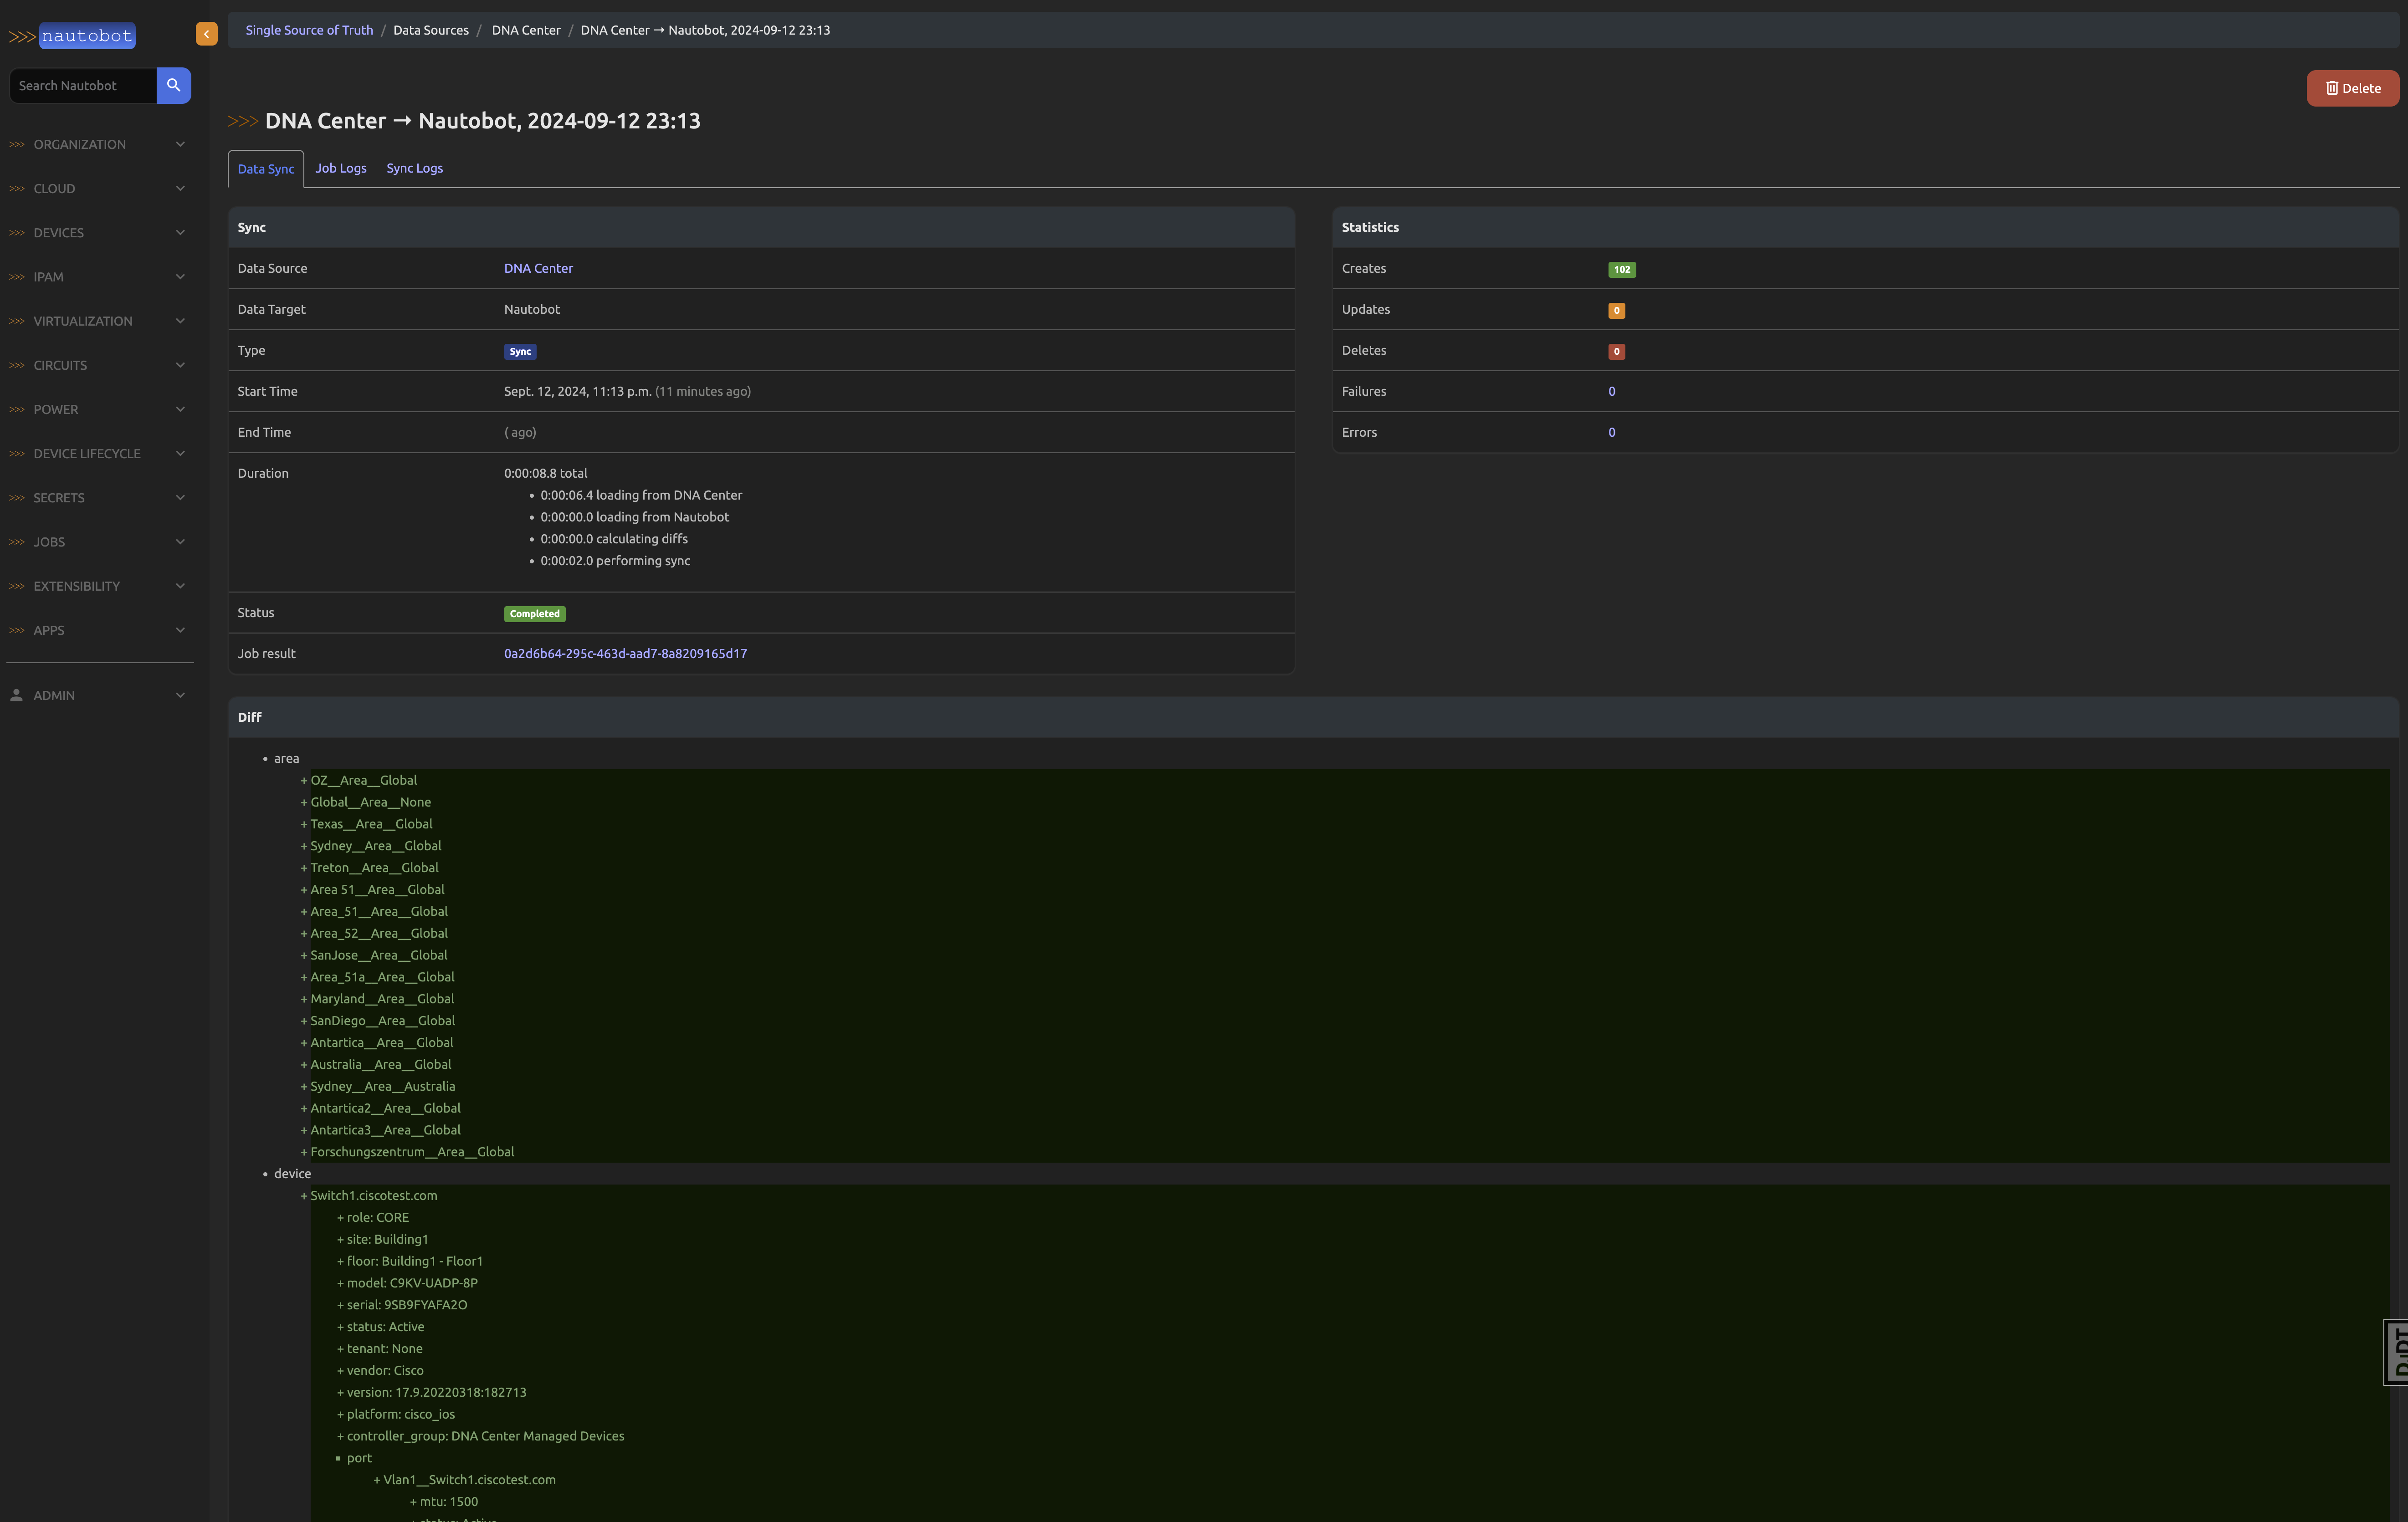 >>> nautobot
Search Nautobot
>>> ORGANIZATION
>>> CLOUD
>>> DEVICES
>>> IPAM
>>> VIRTUALIZATION
>>> CIRCUITS
>>> POWER
>>> DEVICE LIFECYCLE
>>> SECRETS
>>> JOBS
>>> EXTENSIBILITY
>>> APPS
ADMIN
Single Source of Truth / Data Sources / DNA Center / DNA Center → Nautobot, 2024-09-12 23:13
Delete
>>> DNA Center → Nautobot, 2024-09-12 23:13
Data Sync Job Logs Sync Logs
Sync
Data Source DNA Center
Data Target Nautobot
Type Sync
Start Time Sept. 12, 2024, 11:13 p.m. (11 minutes ago)
End Time ( ago)
Duration 0:00:08.8 total
• 0:00:06.4 loading from DNA Center
• 0:00:00.0 loading from Nautobot
• 0:00:00.0 calculating diffs
• 0:00:02.0 performing sync
Status Completed
Job result 0a2d6b64-295c-463d-aad7-8a8209165d17
Statistics
Creates 102
Updates 0
Deletes 0
Failures 0
Errors 0
Diff
• area
+ OZ__Area__Global
+ Global__Area__None
+ Texas__Area__Global
+ Sydney__Area__Global
+ Treton__Area__Global
+ Area 51__Area__Global
+ Area_51__Area__Global
+ Area_52__Area__Global
+ SanJose__Area__Global
+ Area_51a__Area__Global
+ Maryland__Area__Global
+ SanDiego__Area__Global
+ Antartica__Area__Global
+ Australia__Area__Global
+ Sydney__Area__Australia
+ Antartica2__Area__Global
+ Antartica3__Area__Global
+ Forschungszentrum__Area__Global
• device
+ Switch1.ciscotest.com
+ role: CORE
+ site: Building1
+ floor: Building1 - Floor1
+ model: C9KV-UADP-8P
+ serial: 9SB9FYAFA2O
+ status: Active
+ tenant: None
+ vendor: Cisco
+ version: 17.9.20220318:182713
+ platform: cisco_ios
+ controller_group: DNA Center Managed Devices
▪ port
+ Vlan1__Switch1.ciscotest.com
+ mtu: 1500
+ status: Active
DjDT